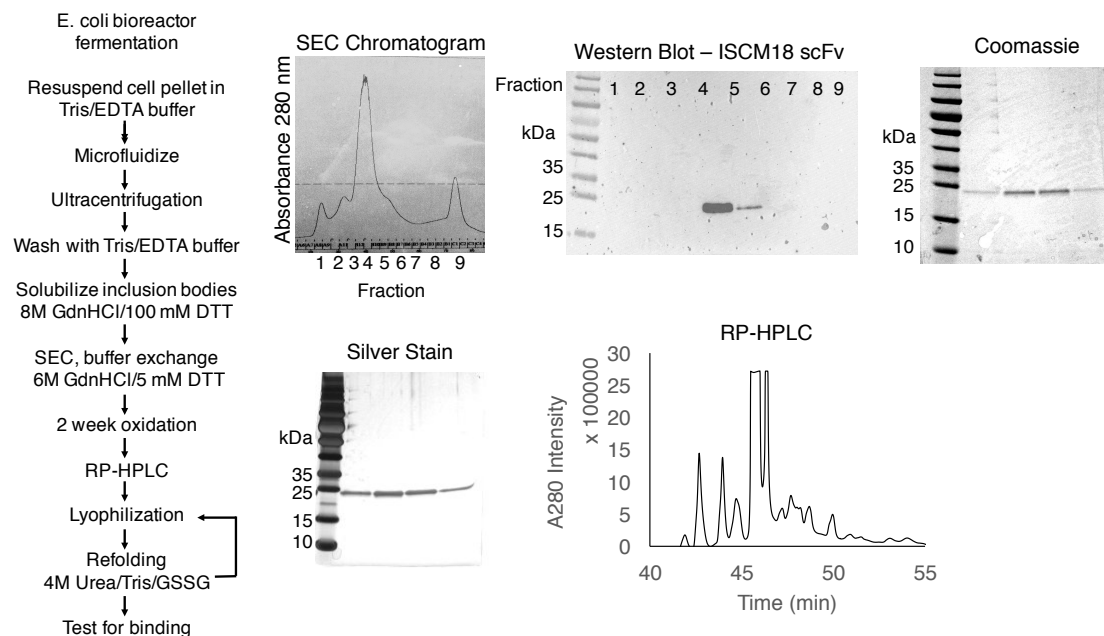 E. coli bioreactor
fermentation
Resuspend cell pellet in
Tris/EDTA buffer
Microfluidize
Ultracentrifugation
Wash with Tris/EDTA buffer
Solubilize inclusion bodies
8M GdnHCl/100 mM DTT
SEC, buffer exchange
6M GdnHCl/5 mM DTT
2 week oxidation
RP-HPLC
Lyophilization
Refolding
4M Urea/Tris/GSSG
Test for binding
SEC Chromatogram
Absorbance 280 nm
1 2 3 4 5 6 7 8 9
Fraction
Western Blot – ISCM18 scFv
Fraction 1 2 3 4 5 6 7 8 9
kDa
35
25
15
Coomassie
kDa
35
25
15
10
Silver Stain
kDa
35
25
15
10
RP-HPLC
A280 Intensity
x 100000
30
25
20
15
10
5
0
40 45 50 55
Time (min)